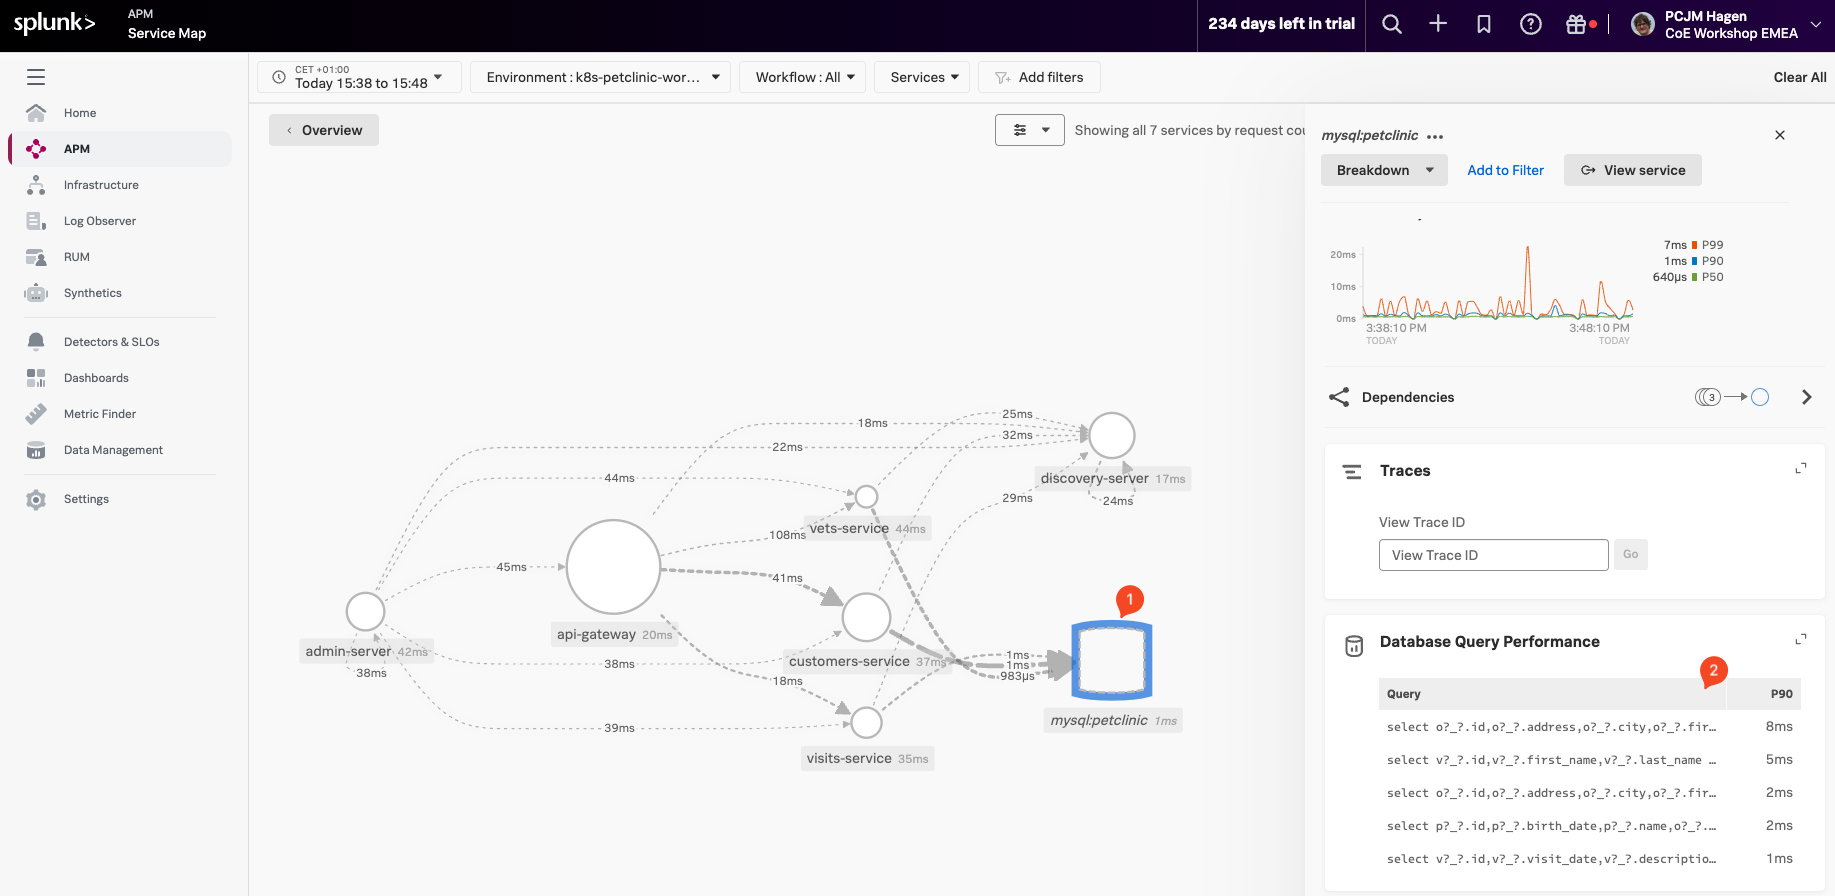 splunk>
APM
Service Map
234 days left in trial
PCJM Hagen
CoE Workshop EMEA
Home
APM
Infrastructure
Log Observer
RUM
Synthetics
Detectors & SLOs
Dashboards
Metric Finder
Data Management
Settings
CET +01:00
Today 15:38 to 15:48
Environment : k8s-petclinic-wor...
Workflow : All
Services
Add filters
Clear All
Overview
Showing all 7 services by request cou
18ms
22ms
25ms
32ms
discovery-server 17ms
24ms
29ms
44ms
vets-service 44ms
108ms
45ms
41ms
api-gateway 20ms
admin-server 42ms
38ms
38ms
customers-service 37ms
18ms
39ms
visits-service 35ms
1ms
1ms
983µs
1
mysql:petclinic 1ms
mysql:petclinic
Breakdown
Add to Filter
View service
20ms
10ms
0ms
3:38:10 PM
TODAY
3:48:10 PM
TODAY
7ms P99
1ms P90
640µs P50
Dependencies
3
Traces
View Trace ID
View Trace ID
Go
Database Query Performance
2
Query P90
select o?_?.id,o?_?.address,o?_?.city,o?_?.fir… 8ms
select v?_?.id,v?_?.first_name,v?_?.last_name … 5ms
select o?_?.id,o?_?.address,o?_?.city,o?_?.fir… 2ms
select p?_?.id,p?_?.birth_date,p?_?.name,o?_?.… 2ms
select v?_?.id,v?_?.visit_date,v?_?.descriptio… 1ms